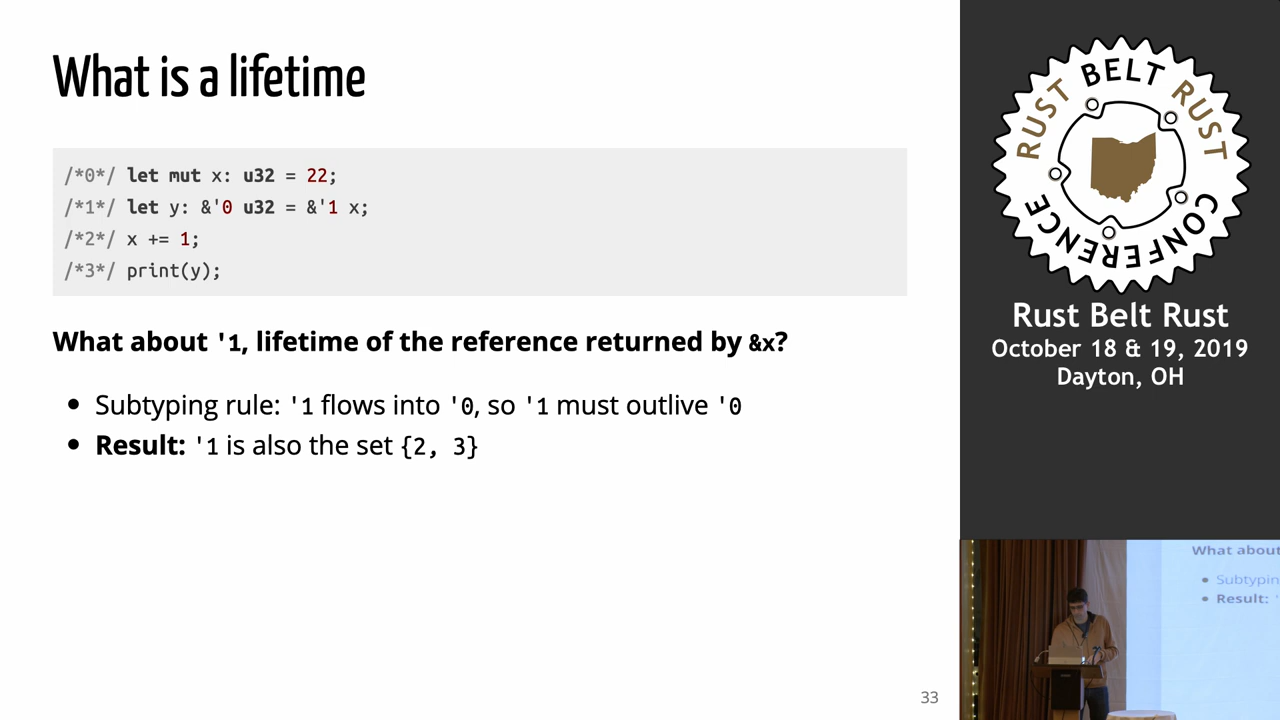 What is a lifetime
/*0*/ let mut x: u32 = 22;
/*1*/ let y: &'0 u32 = &'1 x;
/*2*/ x += 1;
/*3*/ print(y);
What about '1, lifetime of the reference returned by &x?
• Subtyping rule: '1 flows into '0, so '1 must outlive '0
• Result: '1 is also the set {2, 3}
33
RUST BELT RUST
CONFERENCE
Rust Belt Rust
October 18 & 19, 2019
Dayton, OH
What about
• Subtypin
• Result: '